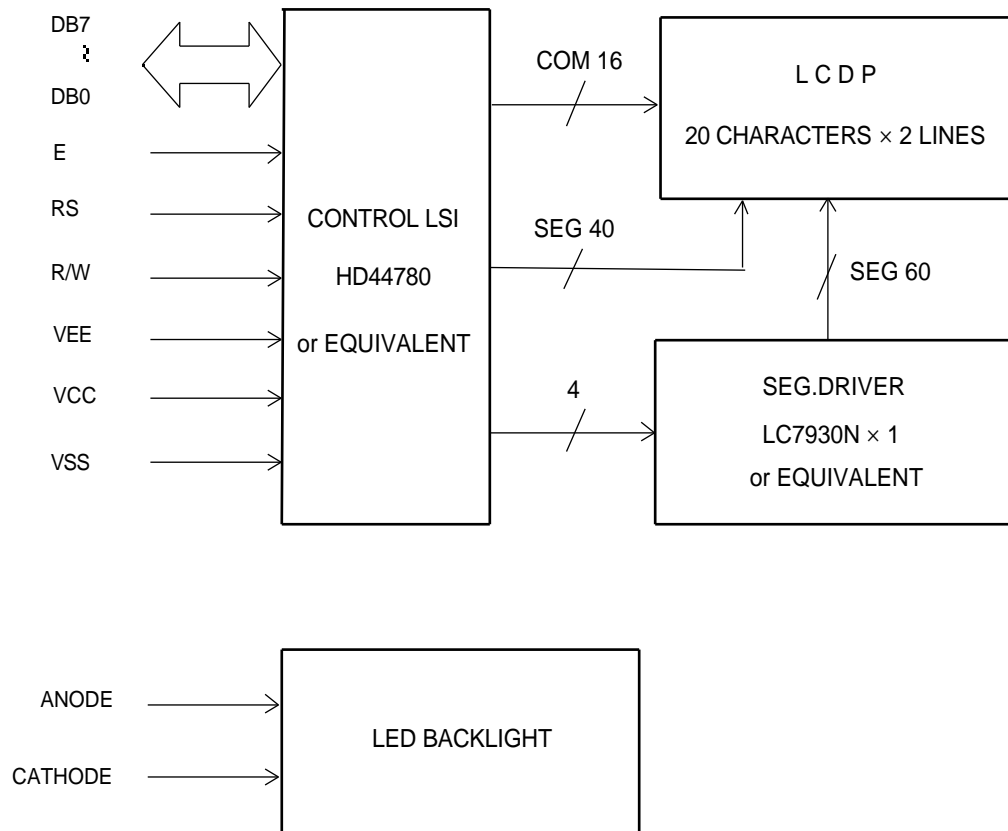 DB7
≀
DB0
E
RS
R/W
VEE
VCC
VSS
CONTROL LSI
HD44780
or EQUIVALENT
COM 16
SEG 40
4
L C D P
20 CHARACTERS × 2 LINES
SEG 60
SEG.DRIVER
LC7930N × 1
or EQUIVALENT
ANODE
CATHODE
LED BACKLIGHT